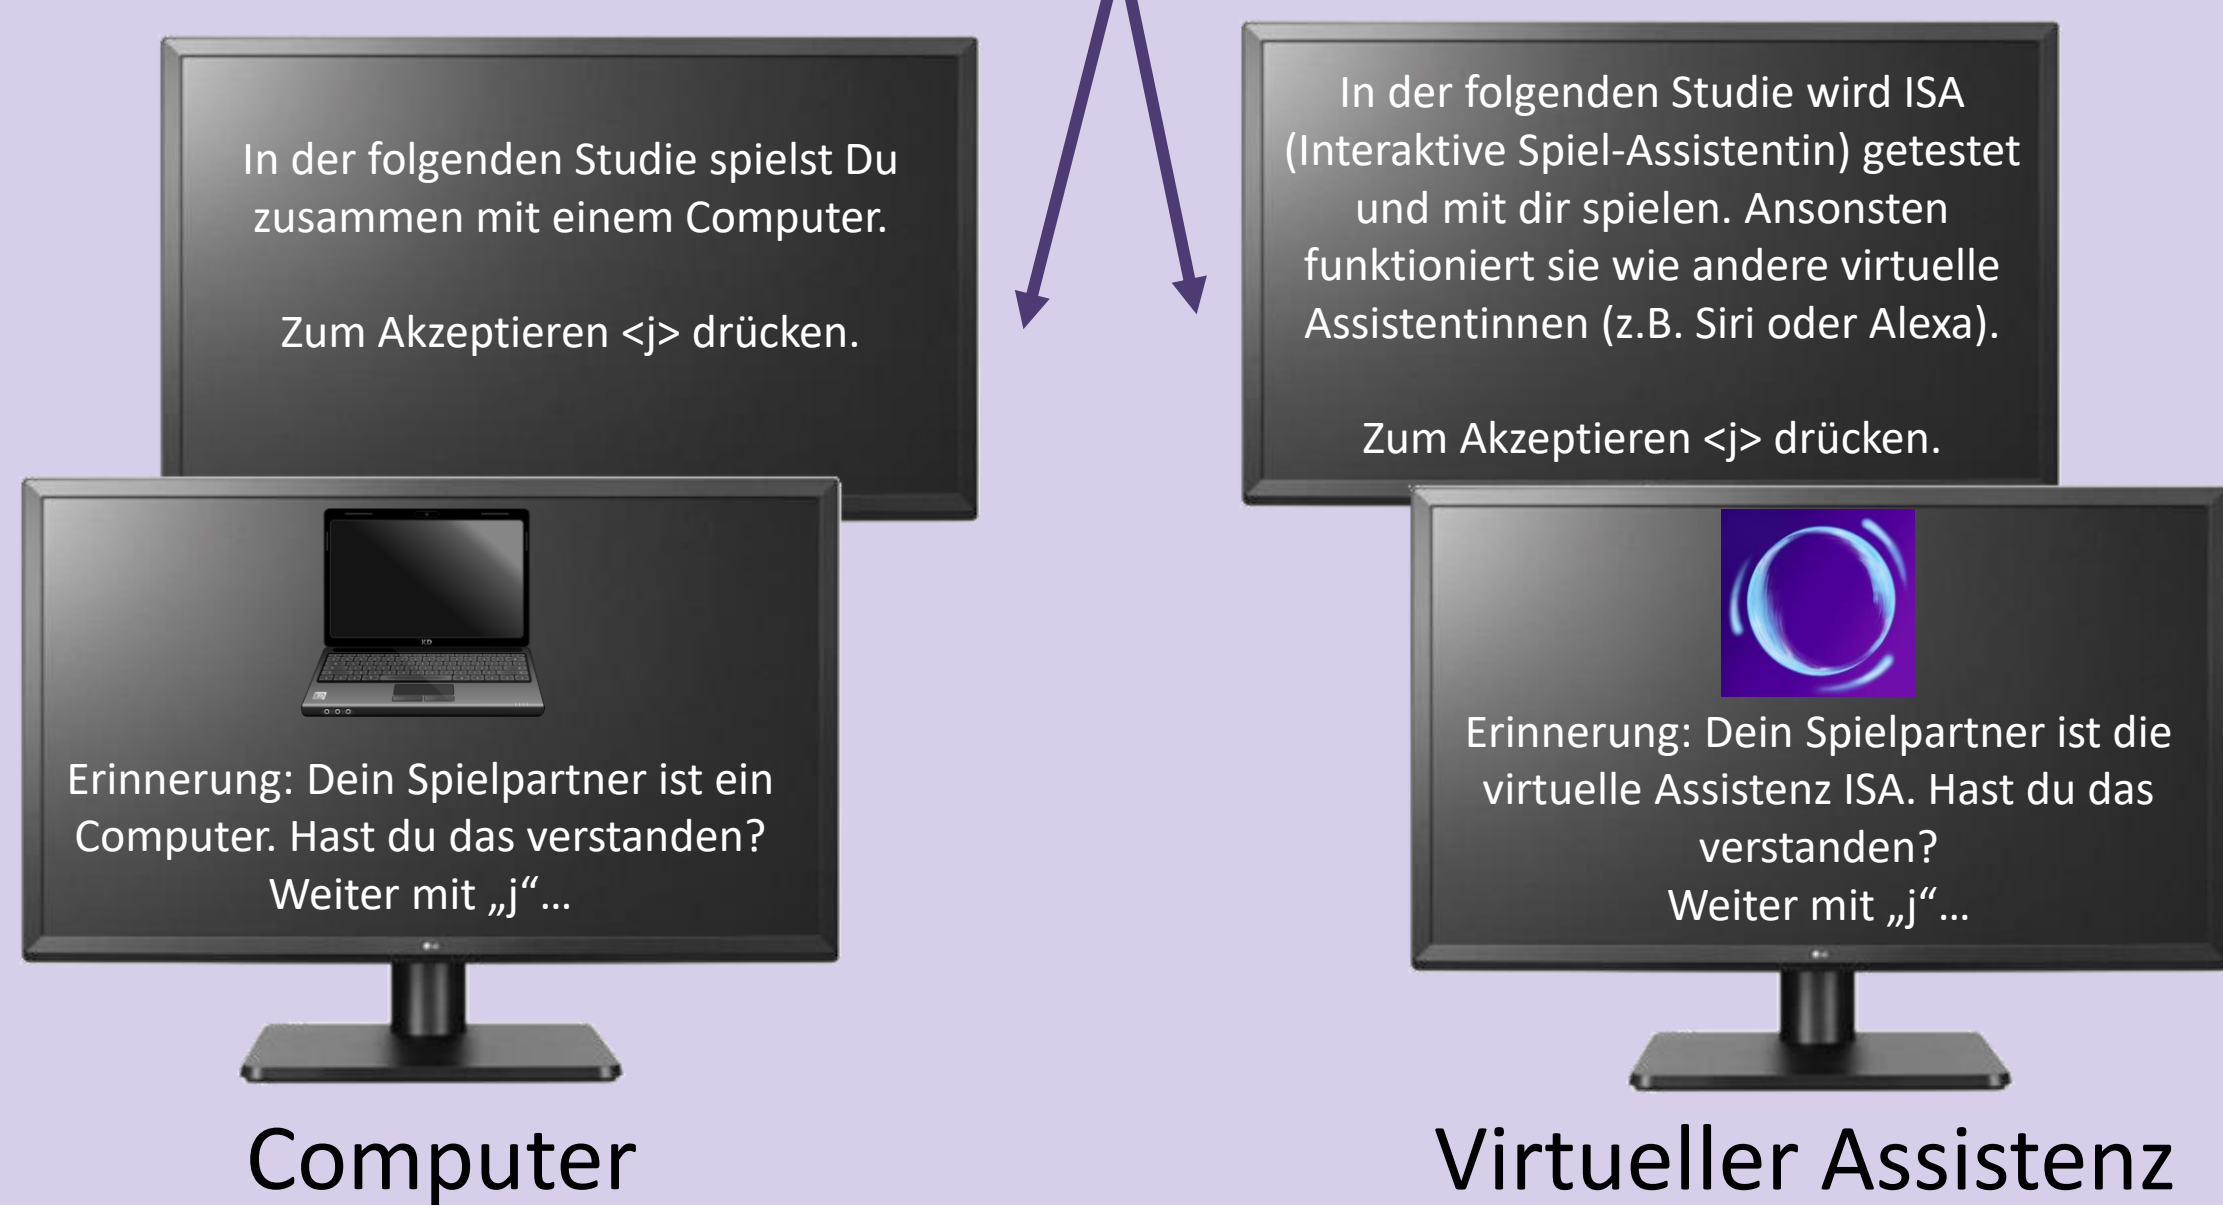 In der folgenden Studie spielst Du
zusammen mit einem Computer.
Zum Akzeptieren <j> drücken.
Erinnerung: Dein Spielpartner ist ein
Computer. Hast du das verstanden?
Weiter mit „j“…
Computer
In der folgenden Studie wird ISA
(Interaktive Spiel-Assistentin) getestet
und mit dir spielen. Ansonsten
funktioniert sie wie andere virtuelle
Assistentinnen (z.B. Siri oder Alexa).
Zum Akzeptieren <j> drücken.
Erinnerung: Dein Spielpartner ist die
virtuelle Assistenz ISA. Hast du das
verstanden?
Weiter mit „j“…
Virtueller Assistenz